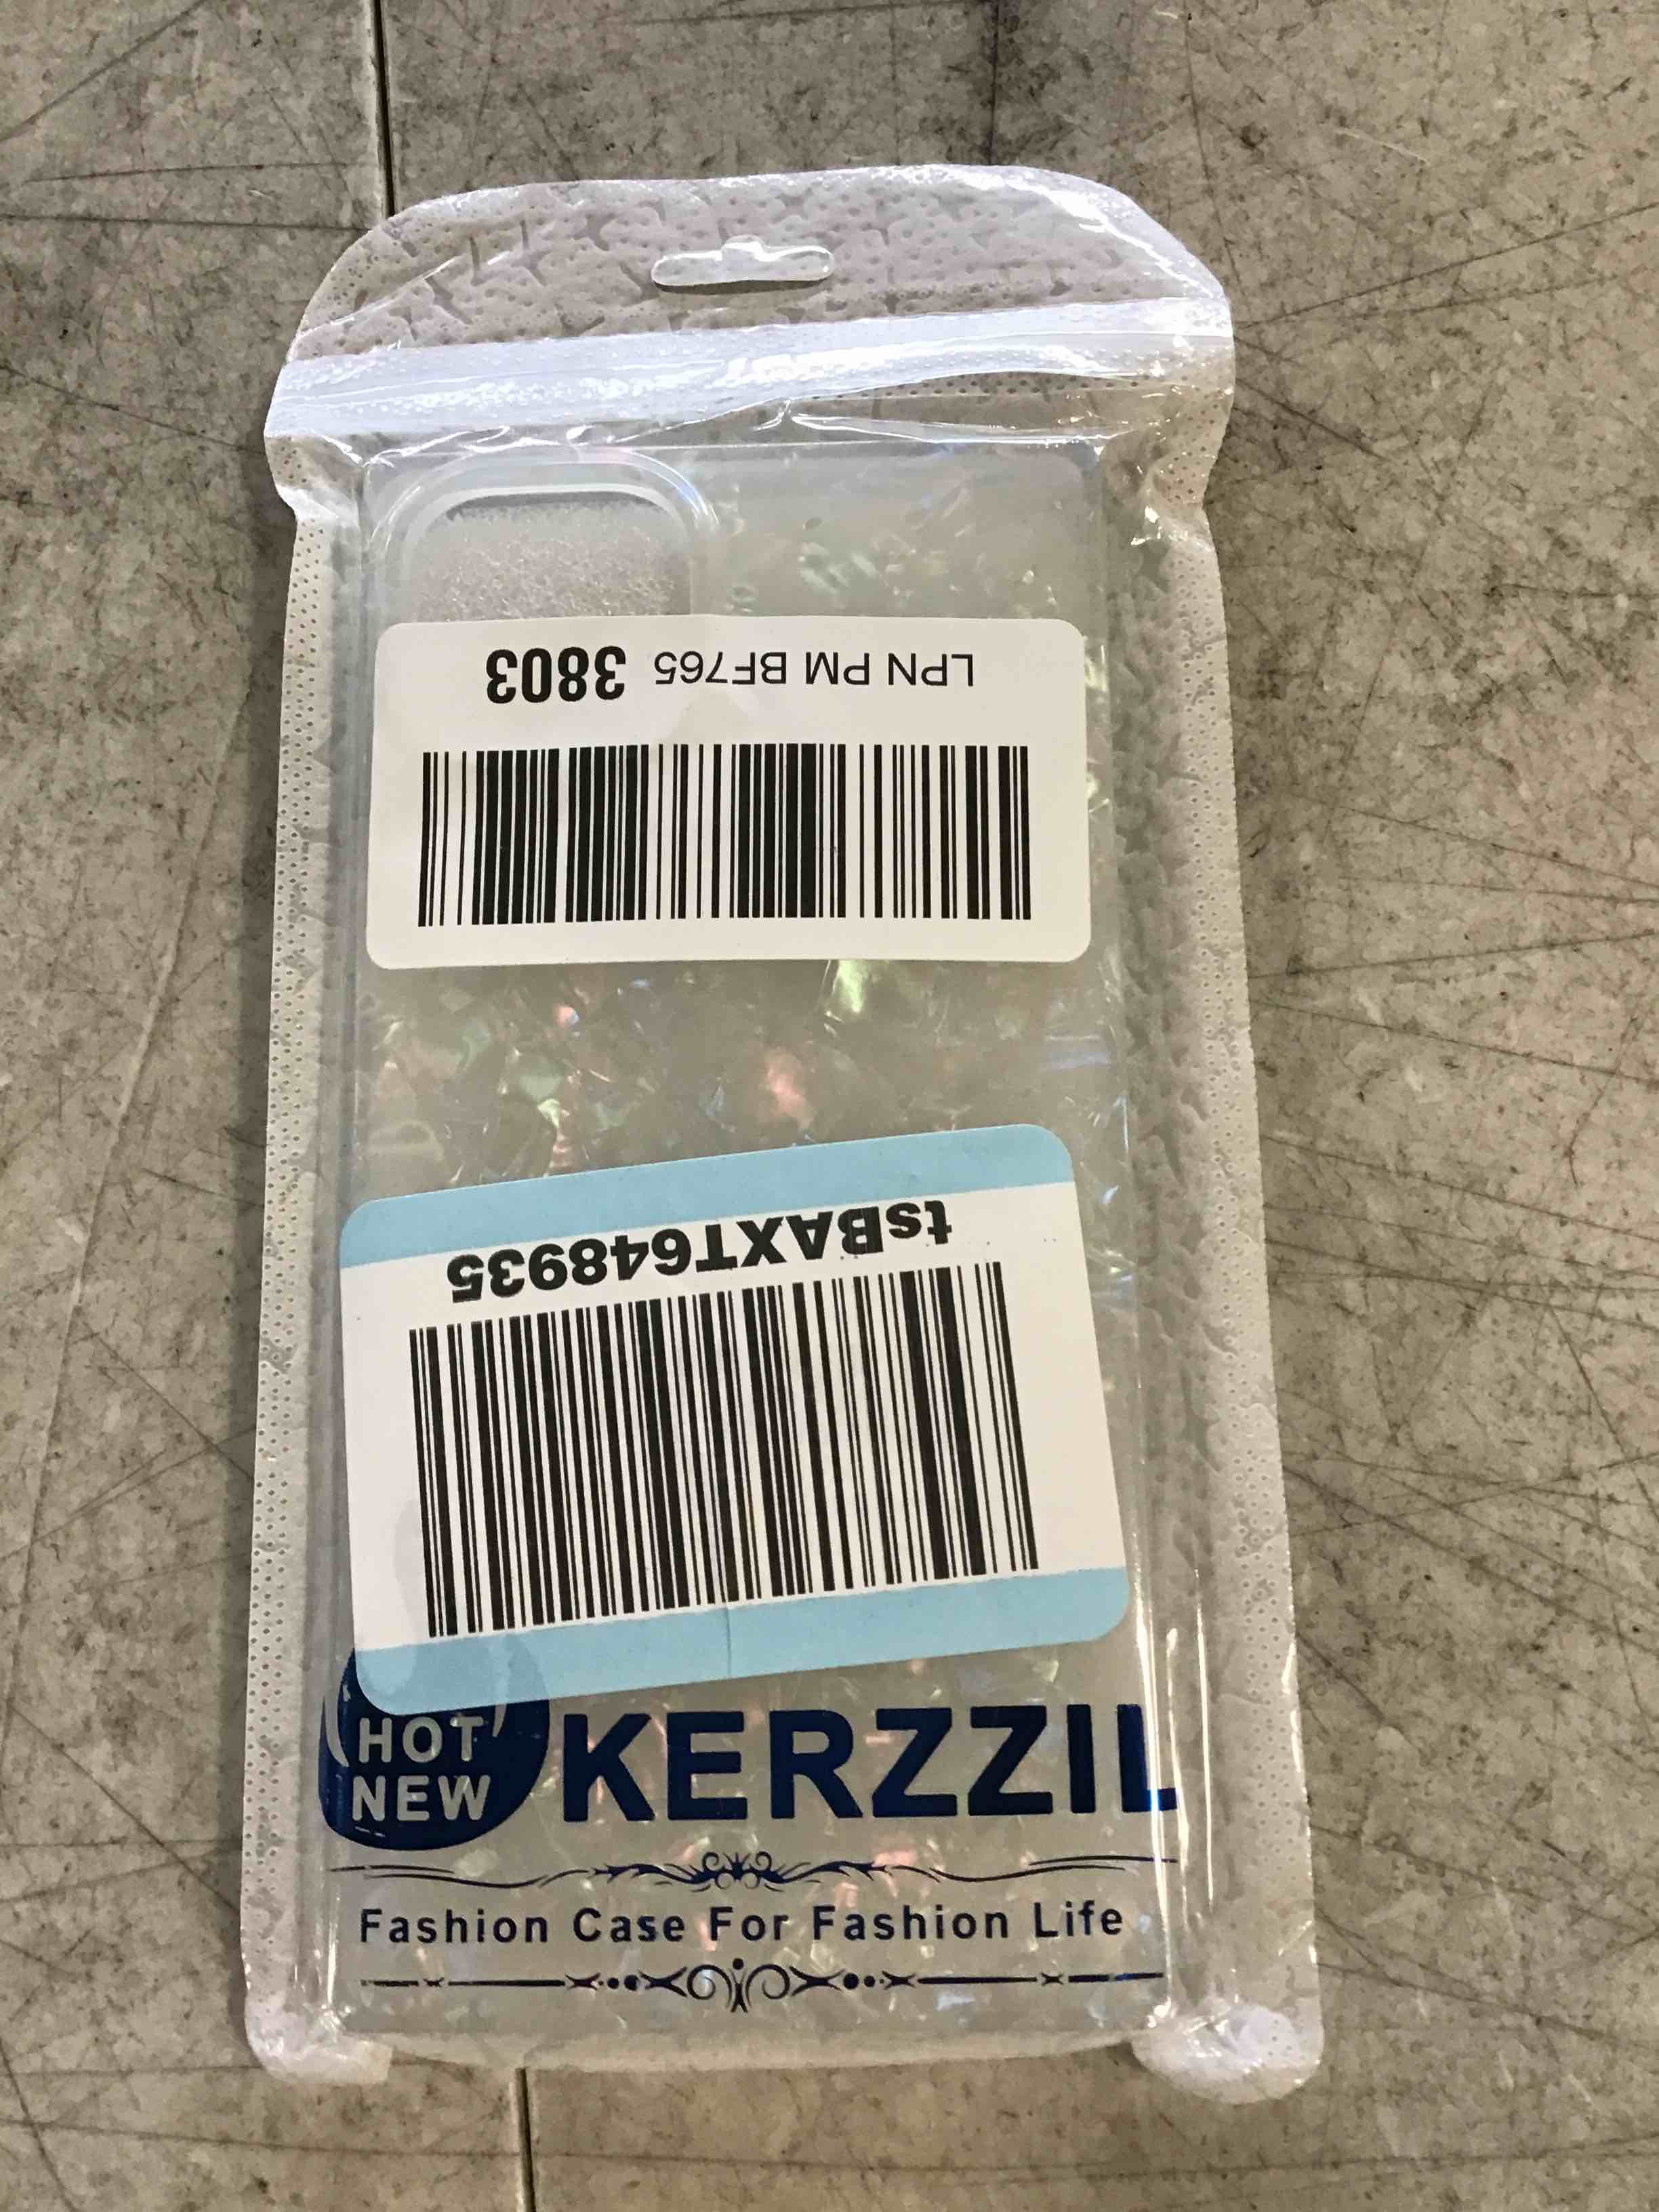 LPN PM BF765 3803
tsBAXT648935
HOT
NEW
KERZZIL
Fashion Case For Fashion Life